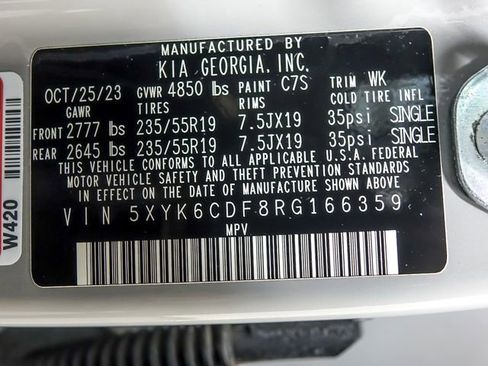 MANUFACTURED BY
KIA GEORGIA, INC.
OCT/25/23 GVWR 4850 lbs PAINT C7S TRIM WK
GAWR TIRES RIMS COLD TIRE INFL
FRONT 2777 lbs 235/55R19 7.5JX19 35psi SINGLE
REAR 2645 lbs 235/55R19 7.5JX19 35psi SINGLE
THIS VEHICLE CONFORMS TO ALL APPLICABLE U.S.A. FEDERAL
MOTOR VEHICLE SAFETY AND THEFT PREVENTION STANDARDS
IN EFFECT ON THE DATE OF MANUFACTURE SHOWN ABOVE.
VIN 5XYK6CDF8RG166359
MPV
W420